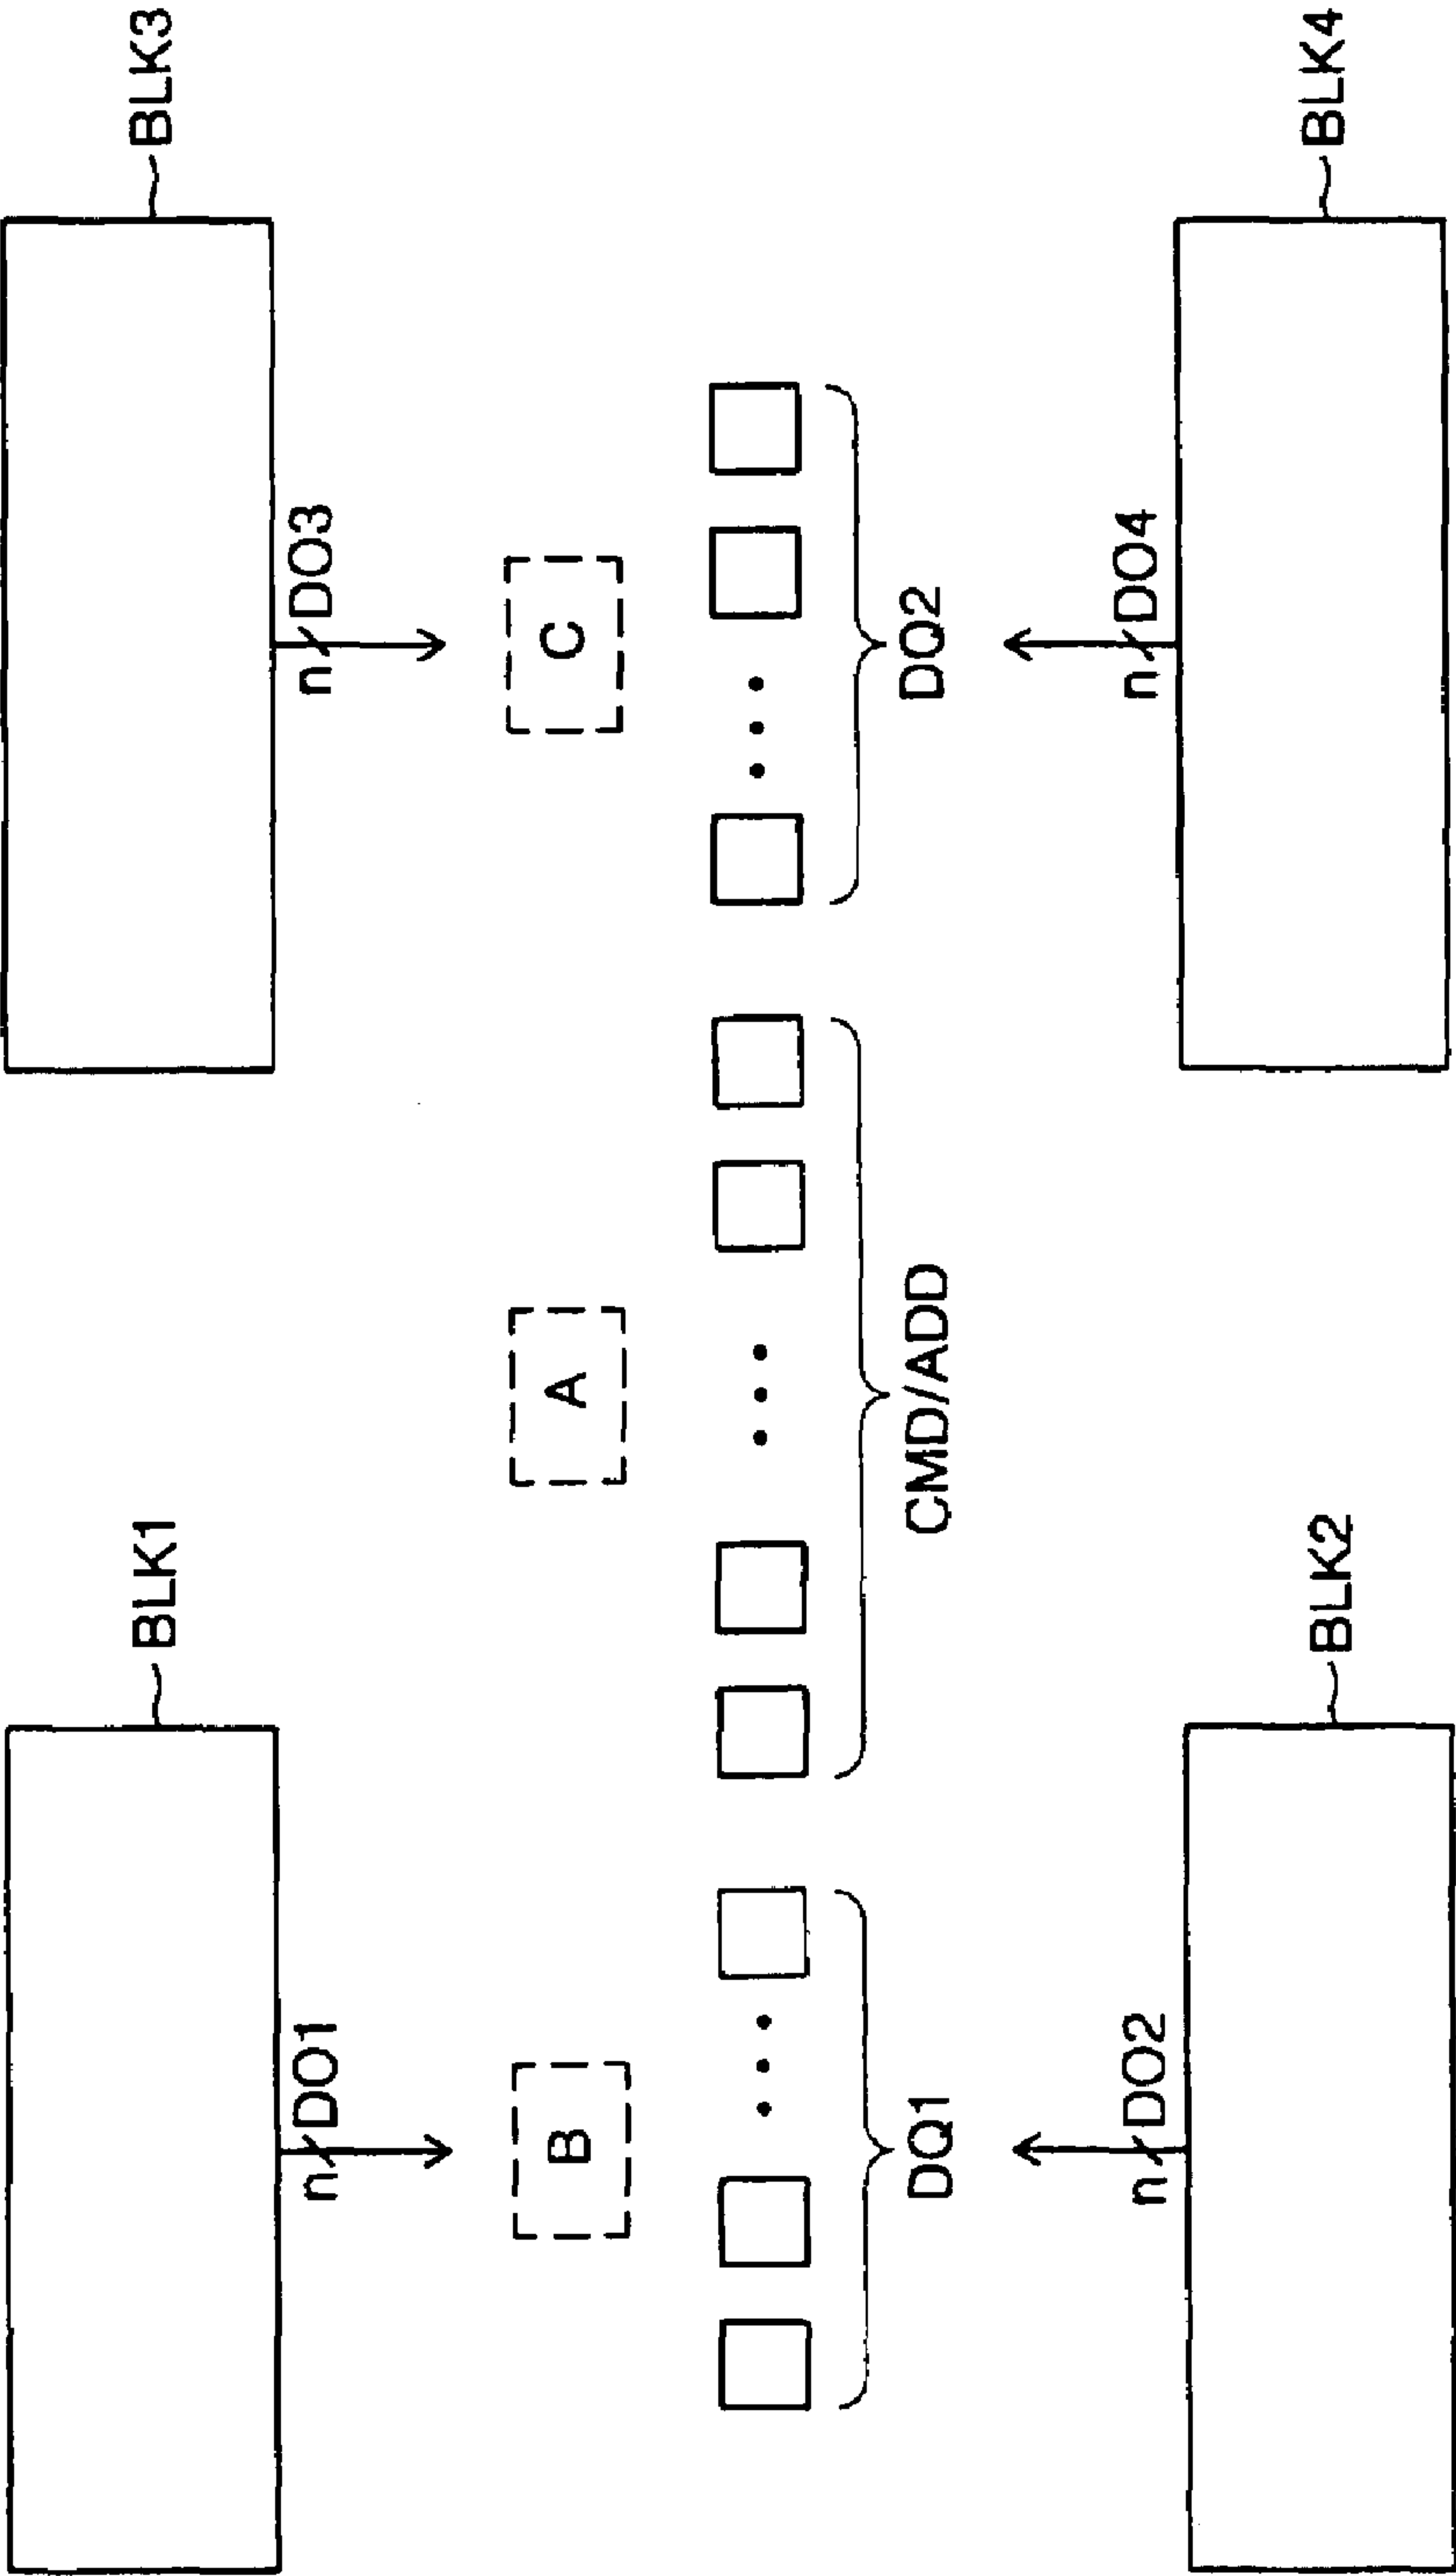 BLK1
BLK3
n DO1
n DO3
B
A
C
DQ1
CMD/ADD
DQ2
n DO2
n DO4
BLK2
BLK4